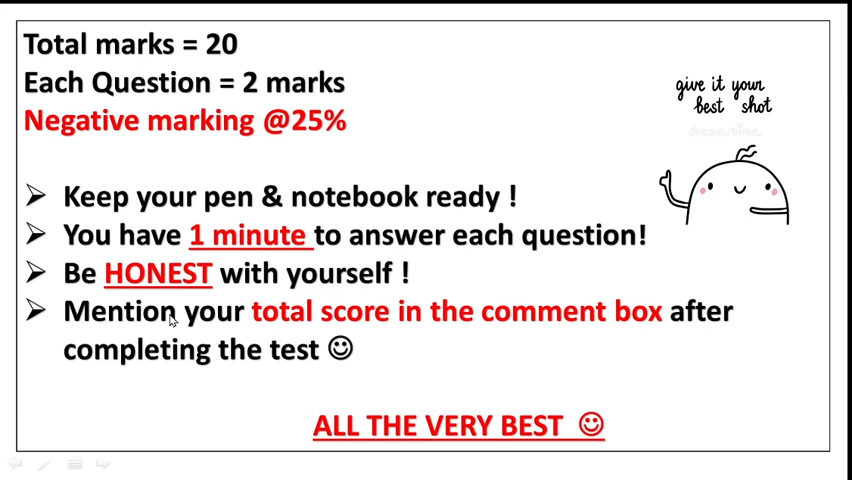 Total marks = 20
Each Question = 2 marks
Negative marking @25%
give it your
best shot
dreamstime.
Keep your pen & notebook ready !
You have 1 minute to answer each question!
Be HONEST with yourself !
Mention your total score in the comment box after
completing the test ☺
ALL THE VERY BEST ☺